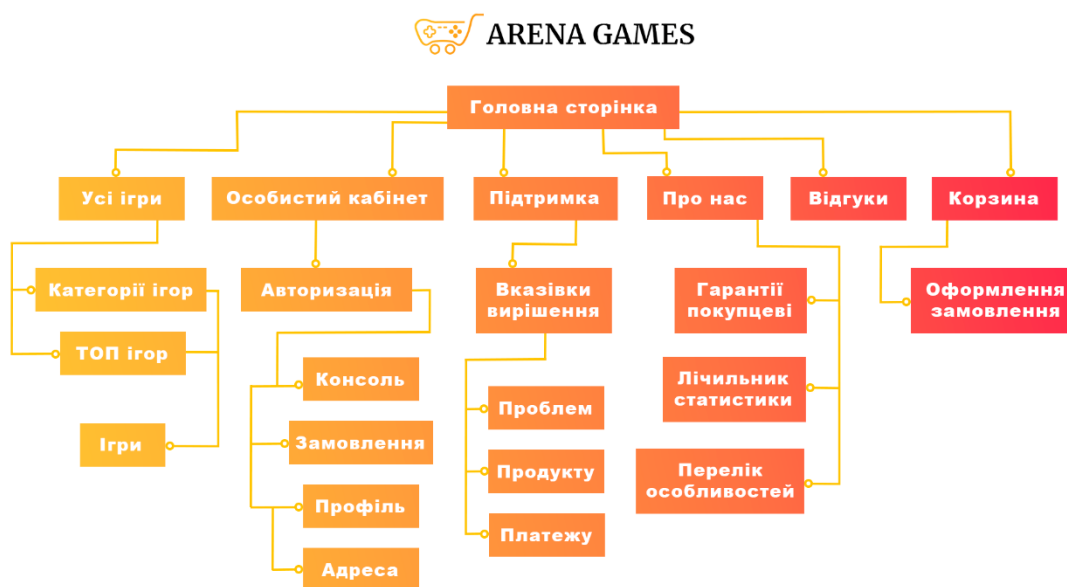 ARENA GAMES
Головна сторінка
Усі ігри
Особистий кабінет
Підтримка
Про нас
Відгуки
Корзина
Категорії ігор
ТОП ігор
Ігри
Авторизація
Консоль
Замовлення
Профіль
Адреса
Вказівки
вирішення
Проблем
Продукту
Платежу
Гарантії
покупцеві
Лічильник
статистики
Перелік
особливостей
Оформлення
замовлення